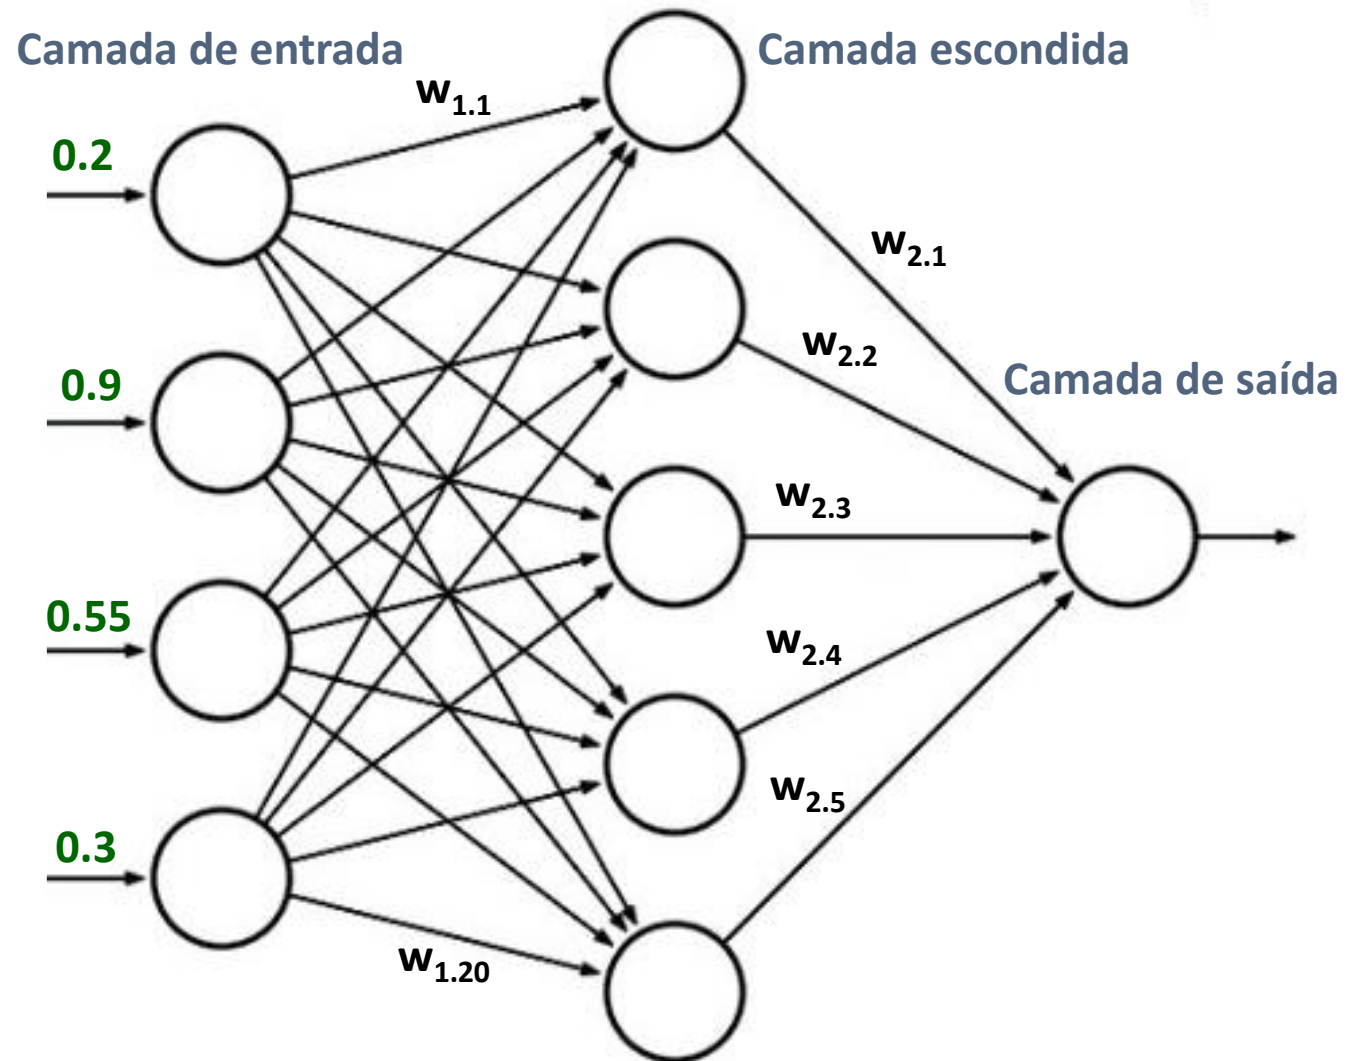 Camada de entrada
Camada escondida
w1.1
0.2
w2.1
w2.2
0.9
Camada de saída
w2.3
0.55
w2.4
w2.5
0.3
w1.20